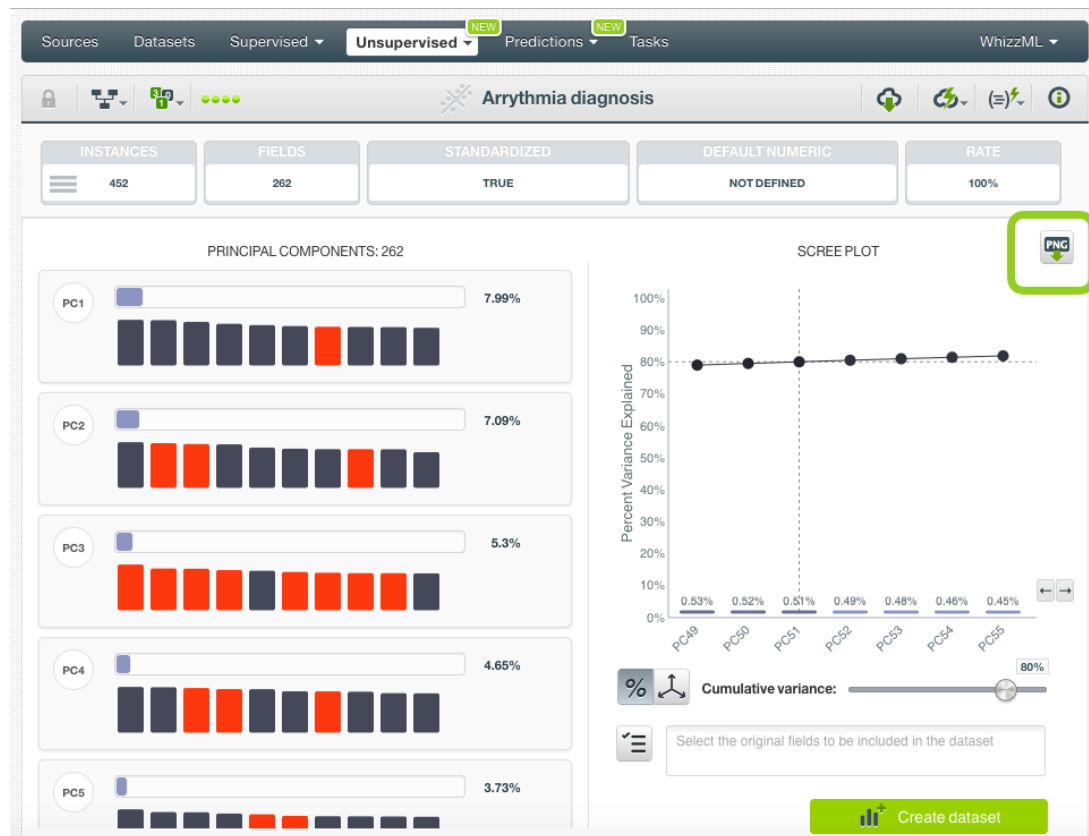 NEW NEW
Sources Datasets Supervised Unsupervised Predictions Tasks WhizzML
Arrythmia diagnosis
INSTANCES FIELDS STANDARDIZED DEFAULT NUMERIC RATE
452 262 TRUE NOT DEFINED 100%
PRINCIPAL COMPONENTS: 262
PC1 7.99%
PC2 7.09%
PC3 5.3%
PC4 4.65%
PC5 3.73%
SCREE PLOT
PNG
Percent Variance Explained
100%
90%
80%
70%
60%
50%
40%
30%
20%
10%
0%
0.53% 0.52% 0.51% 0.49% 0.48% 0.46% 0.45%
PC49 PC50 PC51 PC52 PC53 PC54 PC55
80%
% Cumulative variance:
Select the original fields to be included in the dataset
Create dataset